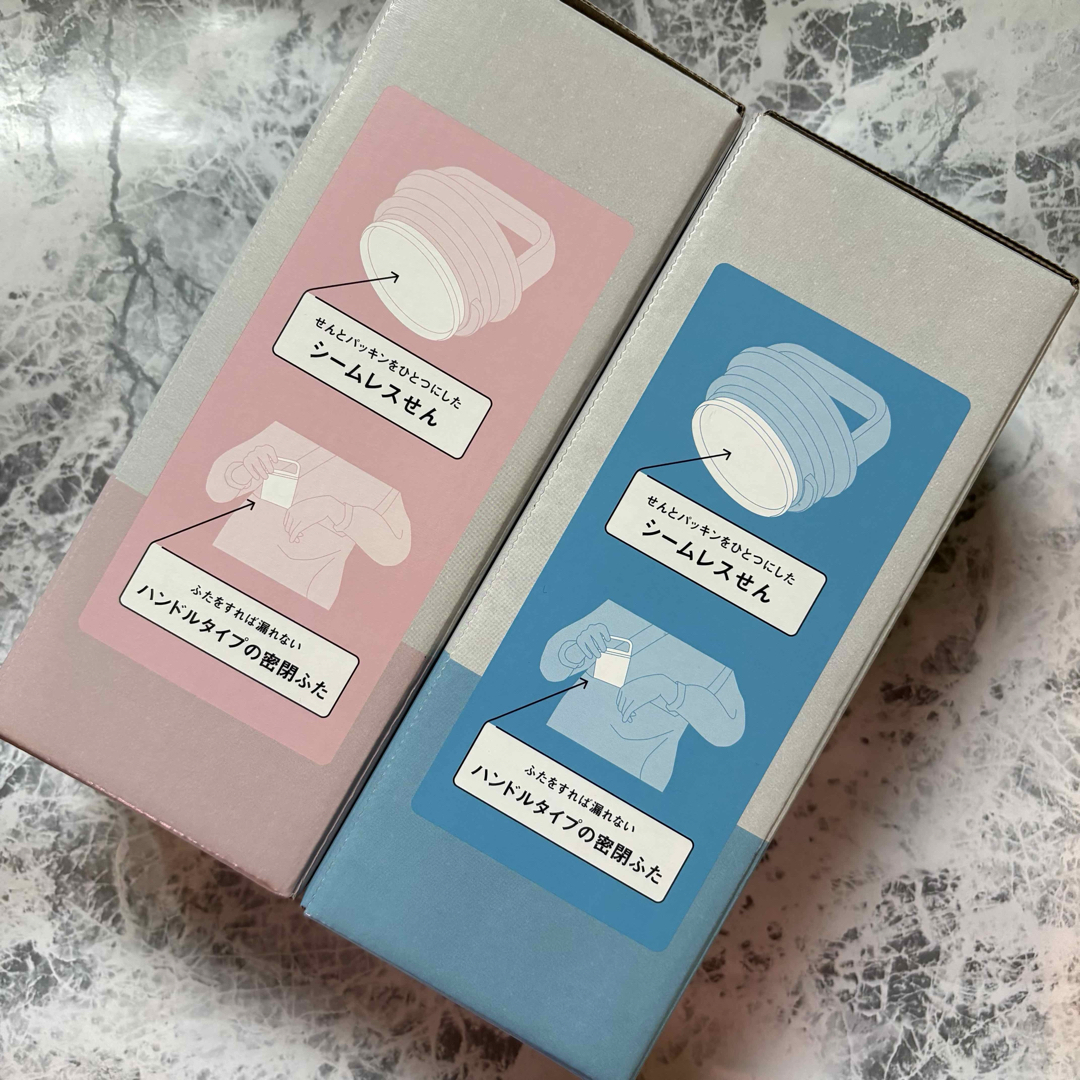 せんとパッキンをひとつにした
シームレスせん
ふたをすれば漏れない
ハンドルタイプの密閉ふた
せんとパッキンをひとつにした
シームレスせん
ふたをすれば漏れない
ハンドルタイプの密閉ふた